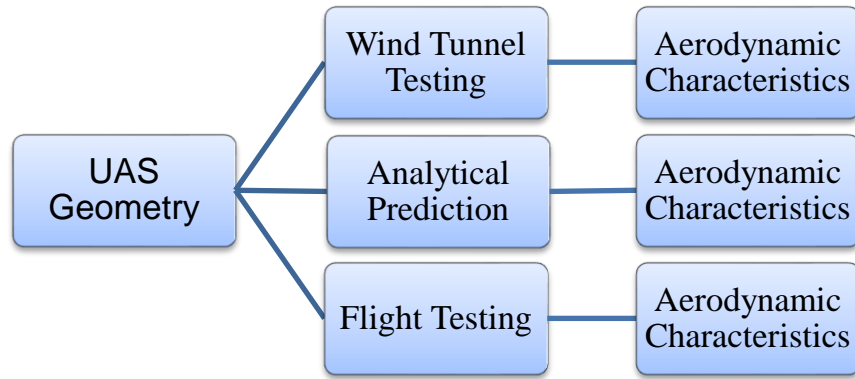 UAS
Geometry
Wind Tunnel
Testing
Aerodynamic
Characteristics
Analytical
Prediction
Aerodynamic
Characteristics
Flight Testing
Aerodynamic
Characteristics